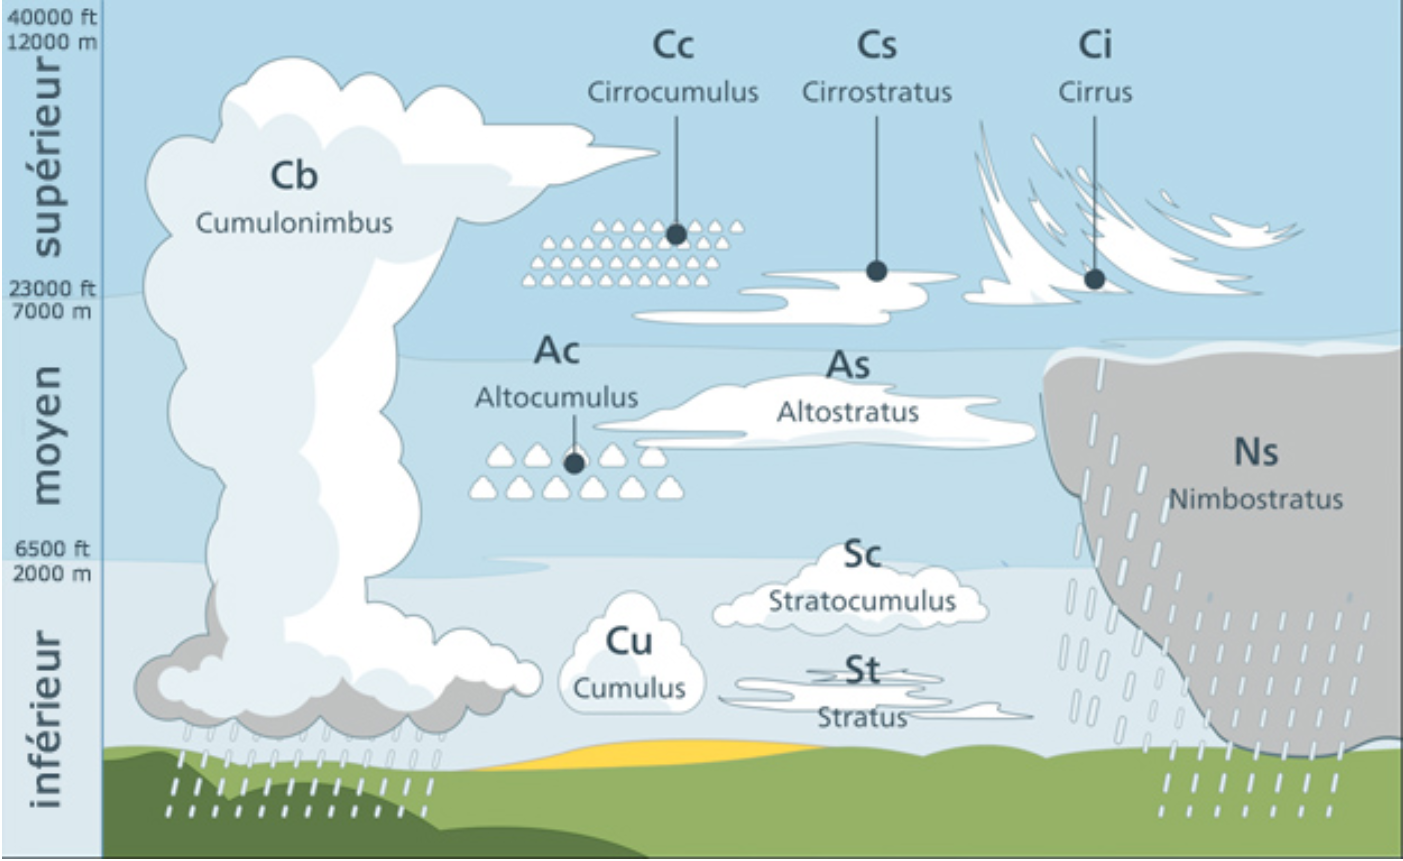 40000 ft
12000 m
supérieur
23000 ft
7000 m
moyen
6500 ft
2000 m
inférieur
Cb
Cumulonimbus
Cc
Cirrocumulus
Cs
Cirrostratus
Ci
Cirrus
Ac
Altocumulus
As
Altostratus
Ns
Nimbostratus
Sc
Stratocumulus
Cu
Cumulus
St
Stratus